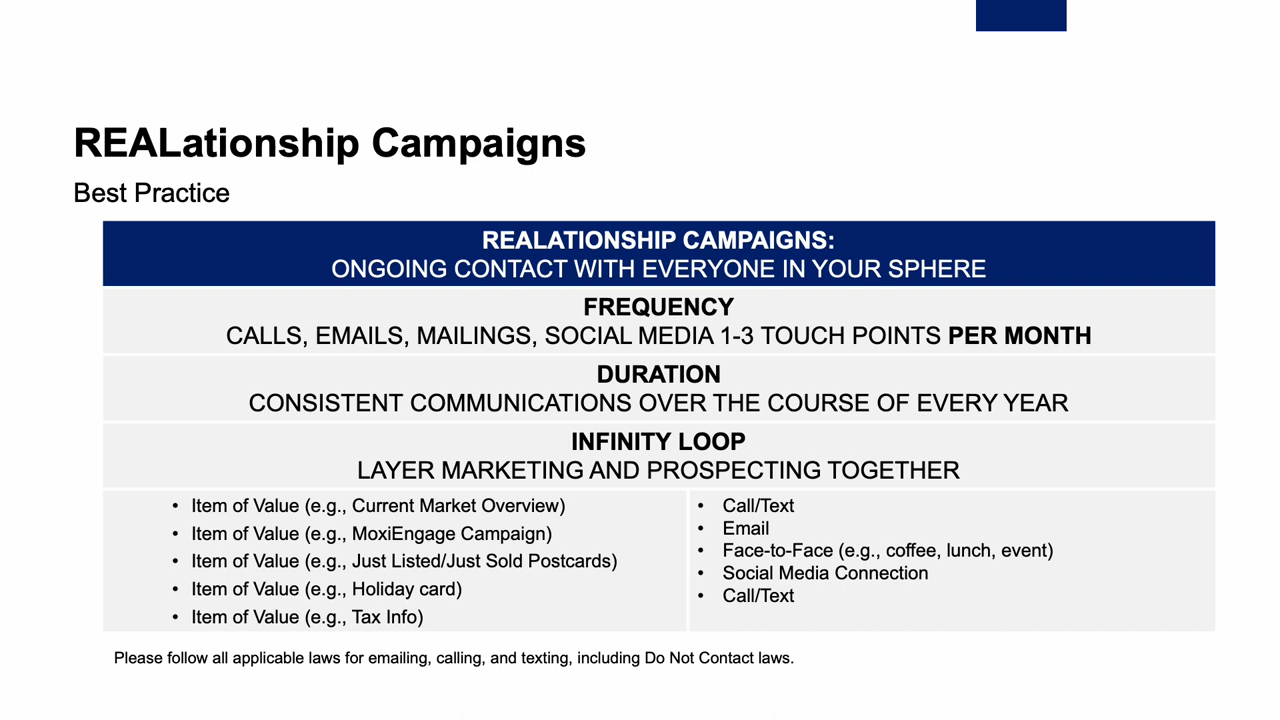 REALationship Campaigns
Best Practice
REALATIONSHIP CAMPAIGNS:
ONGOING CONTACT WITH EVERYONE IN YOUR SPHERE
FREQUENCY
CALLS, EMAILS, MAILINGS, SOCIAL MEDIA 1-3 TOUCH POINTS PER MONTH
DURATION
CONSISTENT COMMUNICATIONS OVER THE COURSE OF EVERY YEAR
INFINITY LOOP
LAYER MARKETING AND PROSPECTING TOGETHER
• Item of Value (e.g., Current Market Overview)
• Item of Value (e.g., MoxiEngage Campaign)
• Item of Value (e.g., Just Listed/Just Sold Postcards)
• Item of Value (e.g., Holiday card)
• Item of Value (e.g., Tax Info)
• Call/Text
• Email
• Face-to-Face (e.g., coffee, lunch, event)
• Social Media Connection
• Call/Text
Please follow all applicable laws for emailing, calling, and texting, including Do Not Contact laws.